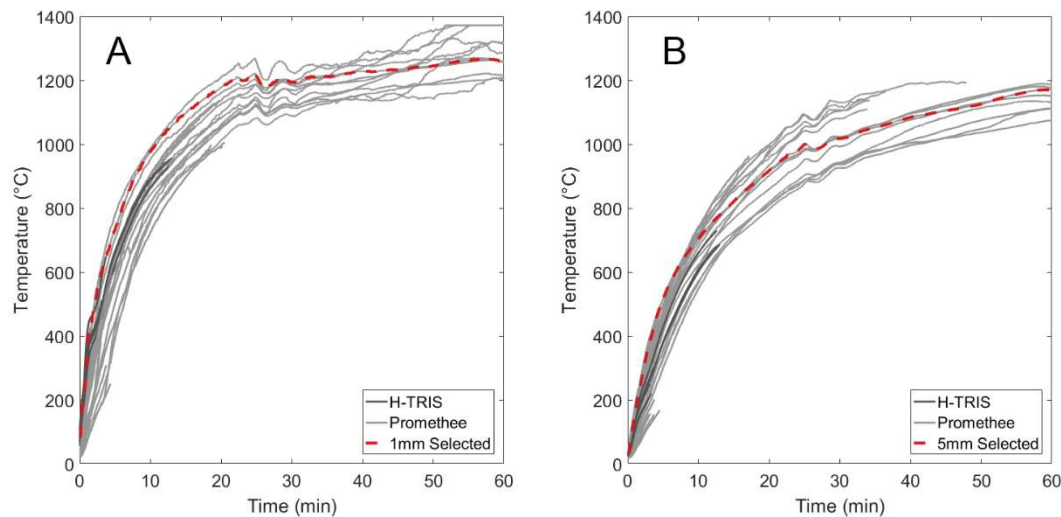 A
Temperature (°C)
1400
1200
1000
800
600
400
200
0
0 10 20 30 40 50 60
Time (min)
H-TRIS
Promethee
1mm Selected
B
Temperature (°C)
1400
1200
1000
800
600
400
200
0
0 10 20 30 40 50 60
Time (min)
H-TRIS
Promethee
5mm Selected